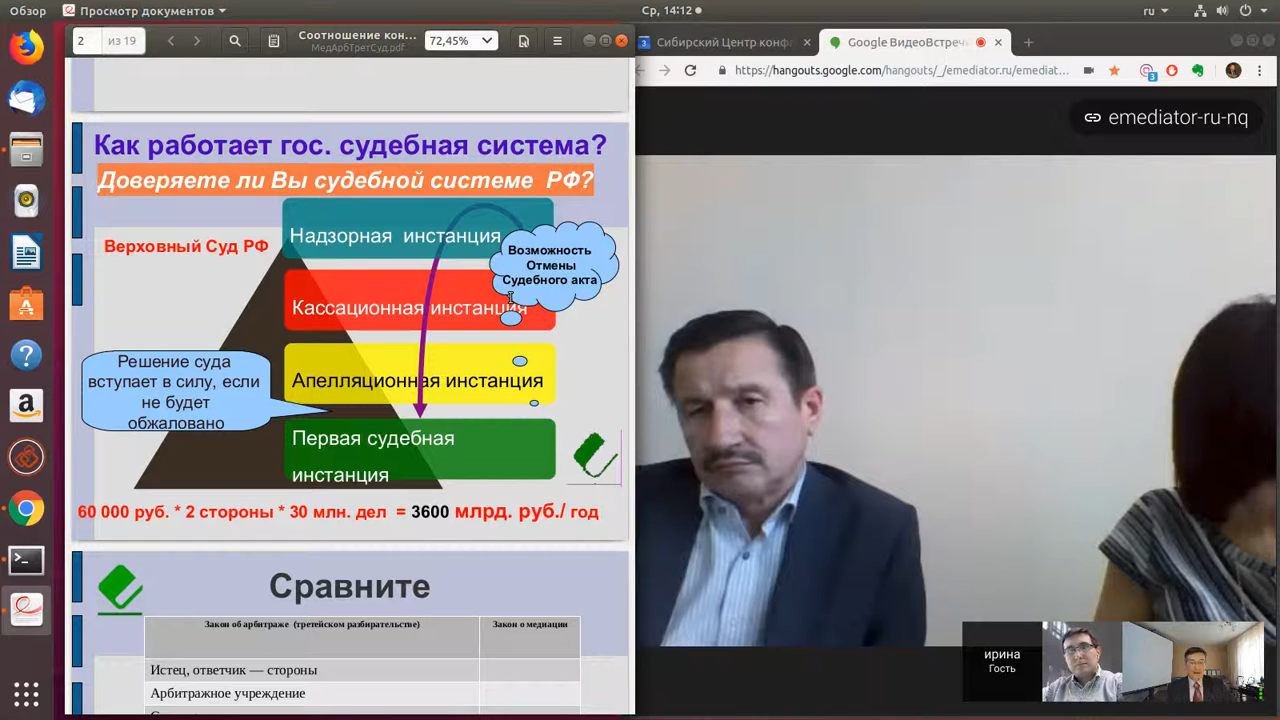 Обзор
Просмотр документов
Ср, 14:12
ru
2
из 19
Соотношение кон...
МедАрбТретСуд.pdf
72,45%
Сибирский Центр конф
Google ВидеоВстреч
https://hangouts.google.com/hangouts/_/emediator.ru/emediat...
3
emediator-ru-nq
Как работает гос. судебная система?
Доверяете ли Вы судебной системе РФ?
Верховный Суд РФ
Надзорная инстанция
Возможность
Отмены
Судебного акта
Кассационная инстанция
Решение суда
вступает в силу, если
не будет
обжаловано
Апелляционная инстанция
Первая судебная
инстанция
60 000 руб. * 2 стороны * 30 млн. дел = 3600 млрд. руб./ год
Сравните
Закон об арбитраже (третейском разбирательстве)
Закон о медиации
Истец, ответчик — стороны
Арбитражное учреждение
ирина
Гость